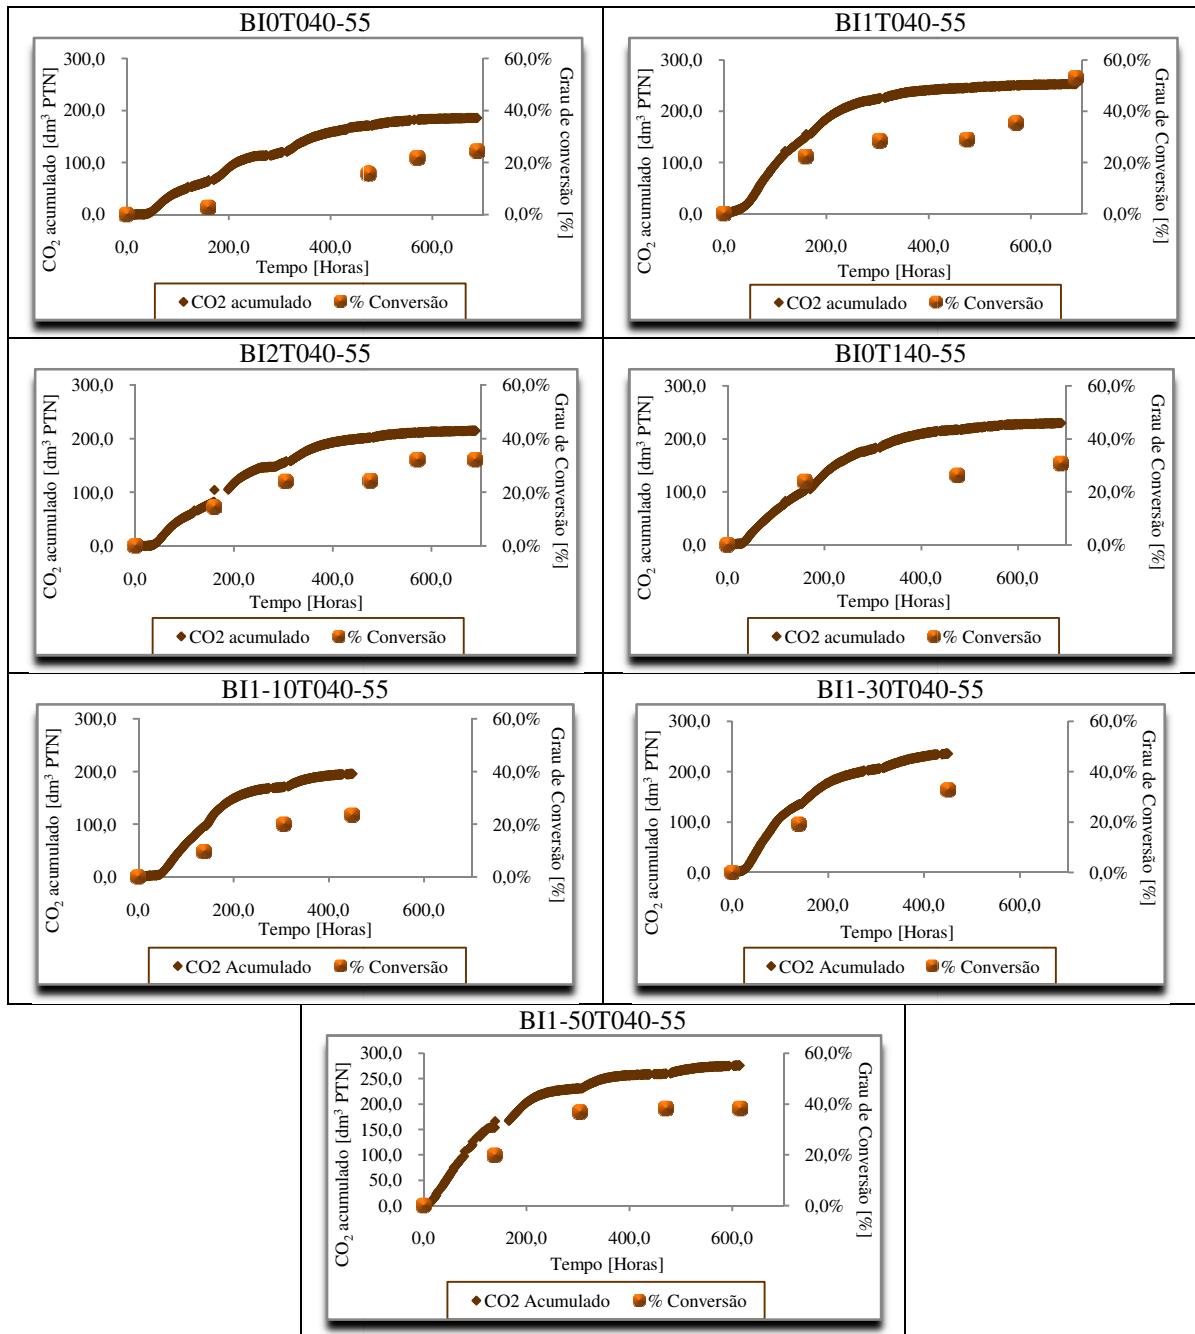 BI0T040-55
300,0
200,0
100,0
0,0
60,0%
40,0%
20,0%
0,0%
0,0
200,0
400,0
600,0
CO2 acumulado [dm³ PTN]
Grau de conversão [%]
Tempo [Horas]
CO2 acumulado
% Conversão
BI1T040-55
300,0
200,0
100,0
0,0
60,0%
40,0%
20,0%
0,0%
0,0
200,0
400,0
600,0
CO2 acumulado [dm³ PTN]
Grau de Conversão [%]
Tempo [Horas]
CO2 acumulado
% Conversão
BI2T040-55
300,0
200,0
100,0
0,0
60,0%
40,0%
20,0%
0,0%
0,0
200,0
400,0
600,0
CO2 acumulado [dm³ PTN]
Grau de Conversão [%]
Tempo [Horas]
CO2 acumulado
% Conversão
BI0T140-55
300,0
200,0
100,0
0,0
60,0%
40,0%
20,0%
0,0%
0,0
200,0
400,0
600,0
CO2 acumulado [dm³ PTN]
Grau de Conversão [%]
Tempo [Horas]
CO2 acumulado
% Conversão
BI1-10T040-55
300,0
200,0
100,0
0,0
60,0%
40,0%
20,0%
0,0%
0,0
200,0
400,0
600,0
CO2 acumulado [dm³ PTN]
Grau de Conversão [%]
Tempo [Horas]
CO2 Acumulado
% Conversão
BI1-30T040-55
300,0
200,0
100,0
0,0
60,0%
40,0%
20,0%
0,0%
0,0
200,0
400,0
600,0
CO2 acumulado [dm³ PTN]
Grau de Conversão [%]
Tempo [Horas]
CO2 Acumulado
% Conversão
BI1-50T040-55
300,0
250,0
200,0
150,0
100,0
50,0
0,0
60,0%
40,0%
20,0%
0,0%
0,0
200,0
400,0
600,0
CO2 acumulado [dm³ PTN]
Grau de Conversão [%]
Tempo [Horas]
CO2 Acumulado
% Conversão